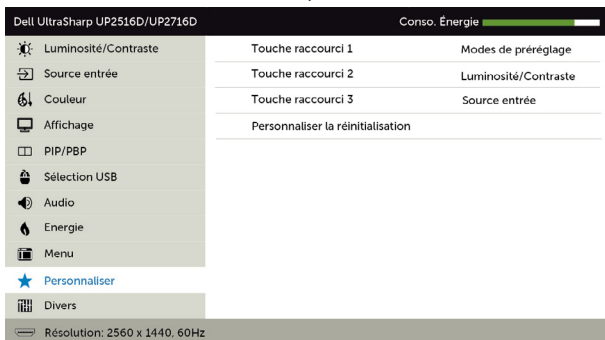 Dell UltraSharp UP2516D/UP2716D Conso. Énergie
Luminosité/Contraste Touche raccourci 1 Modes de préréglage
Source entrée Touche raccourci 2 Luminosité/Contraste
Couleur Touche raccourci 3 Source entrée
Affichage Personnaliser la réinitialisation
PIP/PBP
Sélection USB
Audio
Energie
Menu
Personnaliser
Divers
Résolution: 2560 x 1440, 60Hz